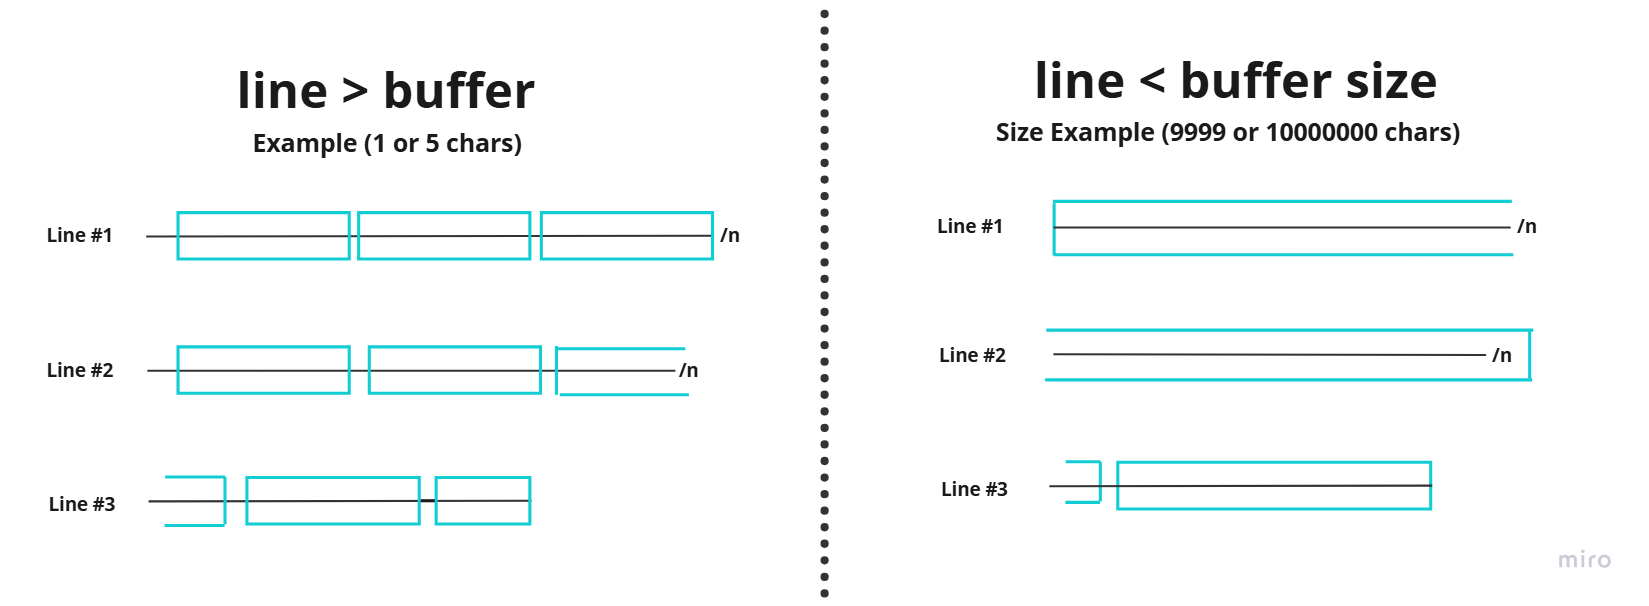 line > buffer
Example (1 or 5 chars)
Line #1
/n
Line #2
/n
Line #3
line < buffer size
Size Example (9999 or 10000000 chars)
Line #1
/n
Line #2
/n
Line #3
miro